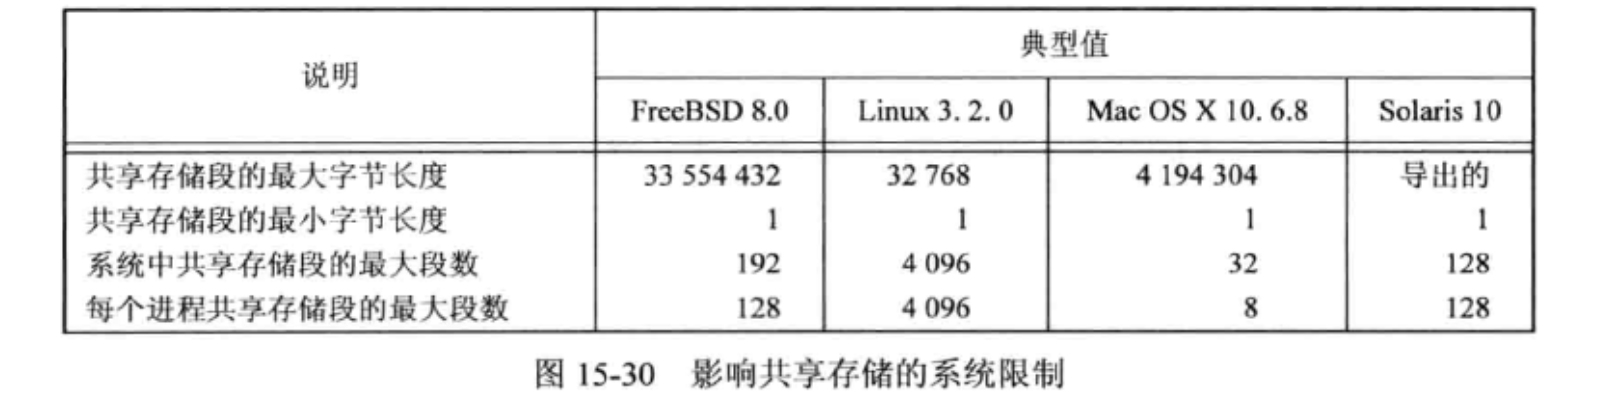 说明 典型值
FreeBSD 8.0 Linux 3. 2. 0 Mac OS X 10. 6.8 Solaris 10
共享存储段的最大字节长度 33 554 432 32 768 4 194 304 导出的
共享存储段的最小字节长度 1 1 1 1
系统中共享存储段的最大段数 192 4 096 32 128
每个进程共享存储段的最大段数 128 4 096 8 128
图 15-30 影响共享存储的系统限制